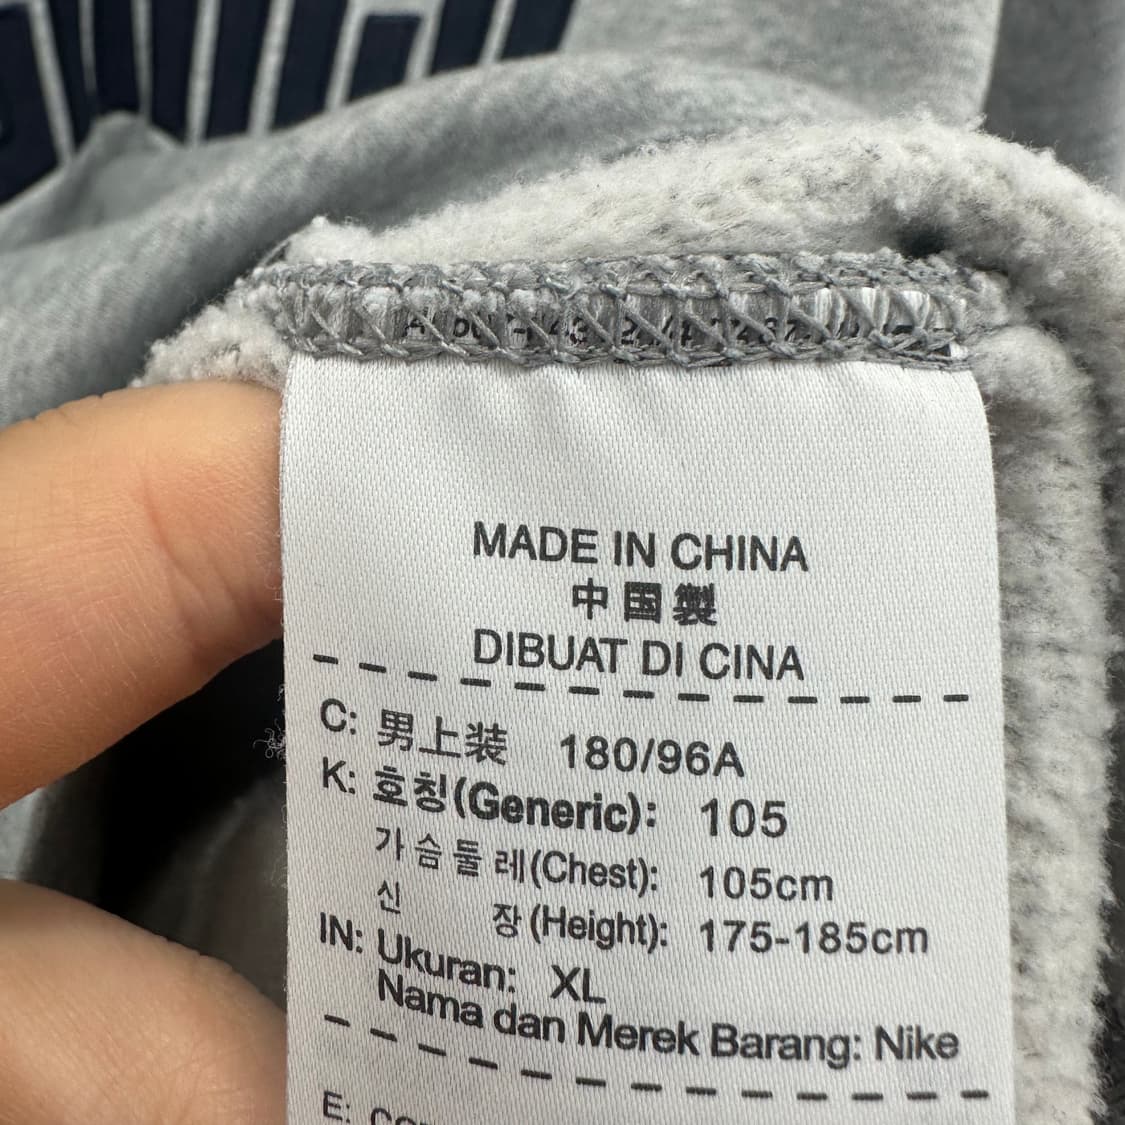 MADE IN CHINA
中国製
DIBUAT DI CINA
C: 男上装 180/96A
K: 호칭(Generic): 105
가슴둘레(Chest): 105cm
신 장(Height): 175-185cm
IN: Ukuran: XL
Nama dan Merek Barang: Nike
E: